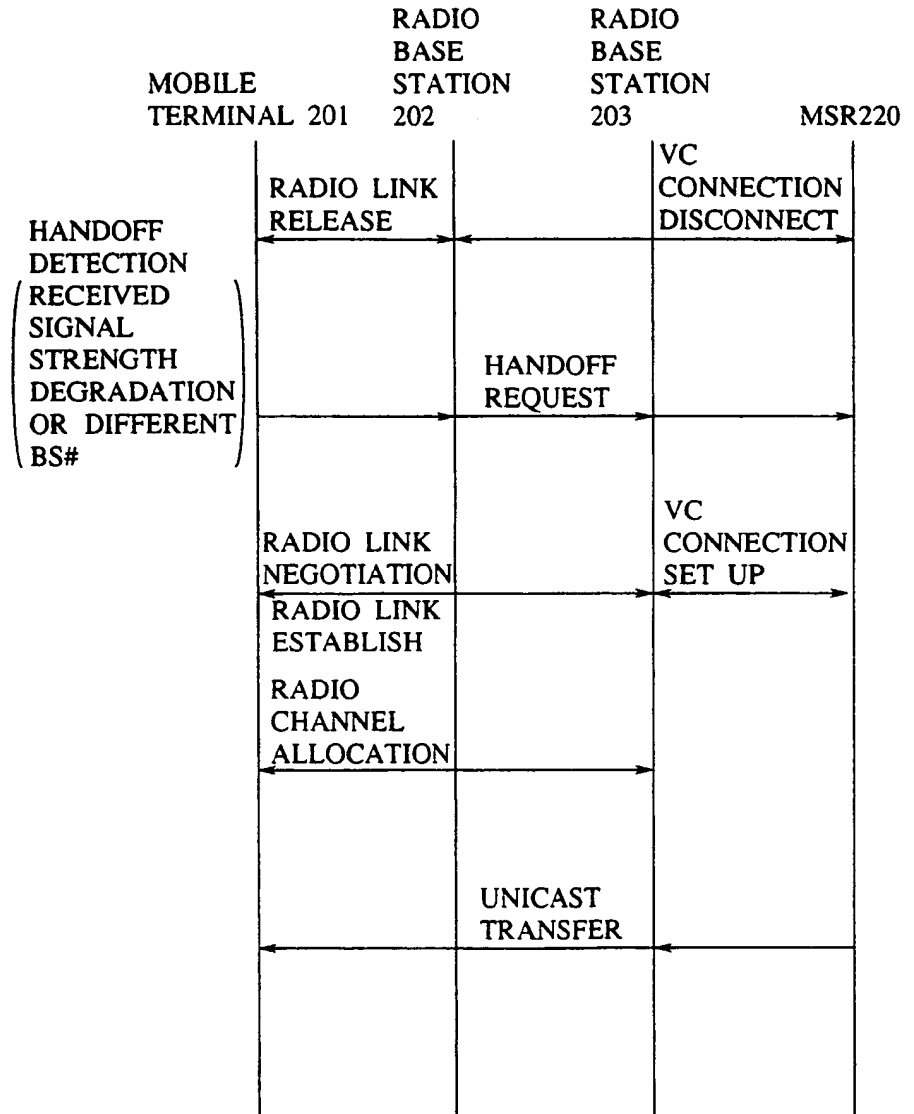 MOBILE
TERMINAL 201
RADIO
BASE
STATION
202
RADIO
BASE
STATION
203
MSR220
RADIO LINK
RELEASE
VC
CONNECTION
DISCONNECT
HANDOFF
DETECTION
RECEIVED
SIGNAL
STRENGTH
DEGRADATION
OR DIFFERENT
BS#
HANDOFF
REQUEST
RADIO LINK
NEGOTIATION
VC
CONNECTION
SET UP
RADIO LINK
ESTABLISH
RADIO
CHANNEL
ALLOCATION
UNICAST
TRANSFER